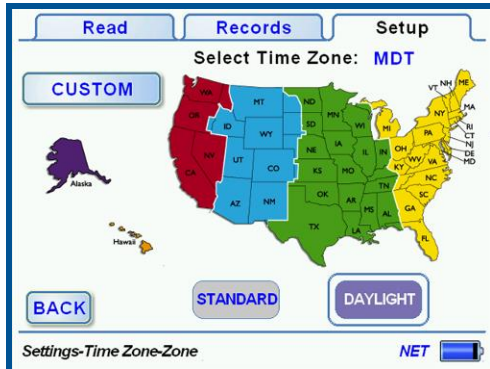 Read Records Setup
Select Time Zone: MDT
CUSTOM
WA
OR
CA
NV
ID
MT
WY
UT
CO
AZ
NM
ND
SD
NE
KS
OK
TX
MN
IA
MO
AR
LA
WI
IL
MS
IN
TN
AL
MI
OH
KY
WV
VA
NC
SC
GA
FL
PA
NY
VT
NH
ME
MA
RI
CT
NJ
DE
MD
Alaska
Hawaii
BACK
STANDARD
DAYLIGHT
Settings-Time Zone-Zone
NET